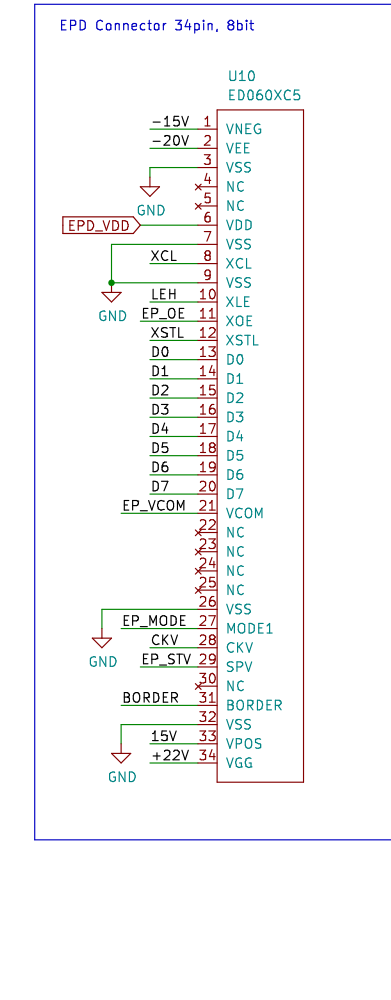 EPD Connector 34pin, 8bit
U10
ED060XC5
-15V 1 VNEG
-20V 2 VEE
3 VSS
4 NC
GND 5 NC
EPD_VDD 6 VDD
7 VSS
XCL 8 XCL
9 VSS
LEH 10 XLE
GND EP_OE 11 XOE
XSTL 12 XSTL
D0 13 D0
D1 14 D1
D2 15 D2
D3 16 D3
D4 17 D4
D5 18 D5
D6 19 D6
D7 20 D7
EP_VCOM 21 VCOM
22 NC
23 NC
24 NC
25 NC
26 VSS
EP_MODE 27 MODE1
CKV 28 CKV
GND EP_STV 29 SPV
30 NC
BORDER 31 BORDER
32 VSS
15V 33 VPOS
+22V 34 VGG
GND